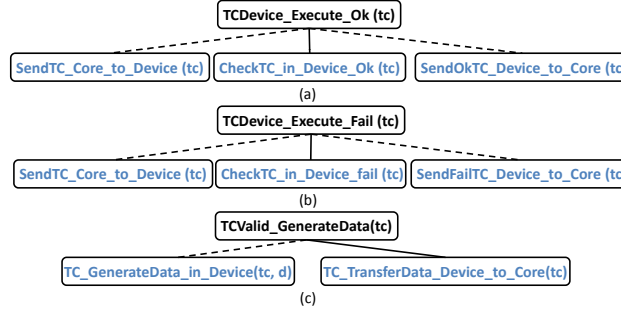 TCDevice_Execute_Ok (tc)
SendTC_Core_to_Device (tc) CheckTC_in_Device_Ok (tc) SendOkTC_Device_to_Core (tc
(a)
TCDevice_Execute_Fail (tc)
SendTC_Core_to_Device (tc) CheckTC_in_Device_fail (tc) SendFailTC_Device_to_Core (tc
(b)
TCValid_GenerateData(tc)
TC_GenerateData_in_Device(tc, d) TC_TransferData_Device_to_Core(tc)
(c)